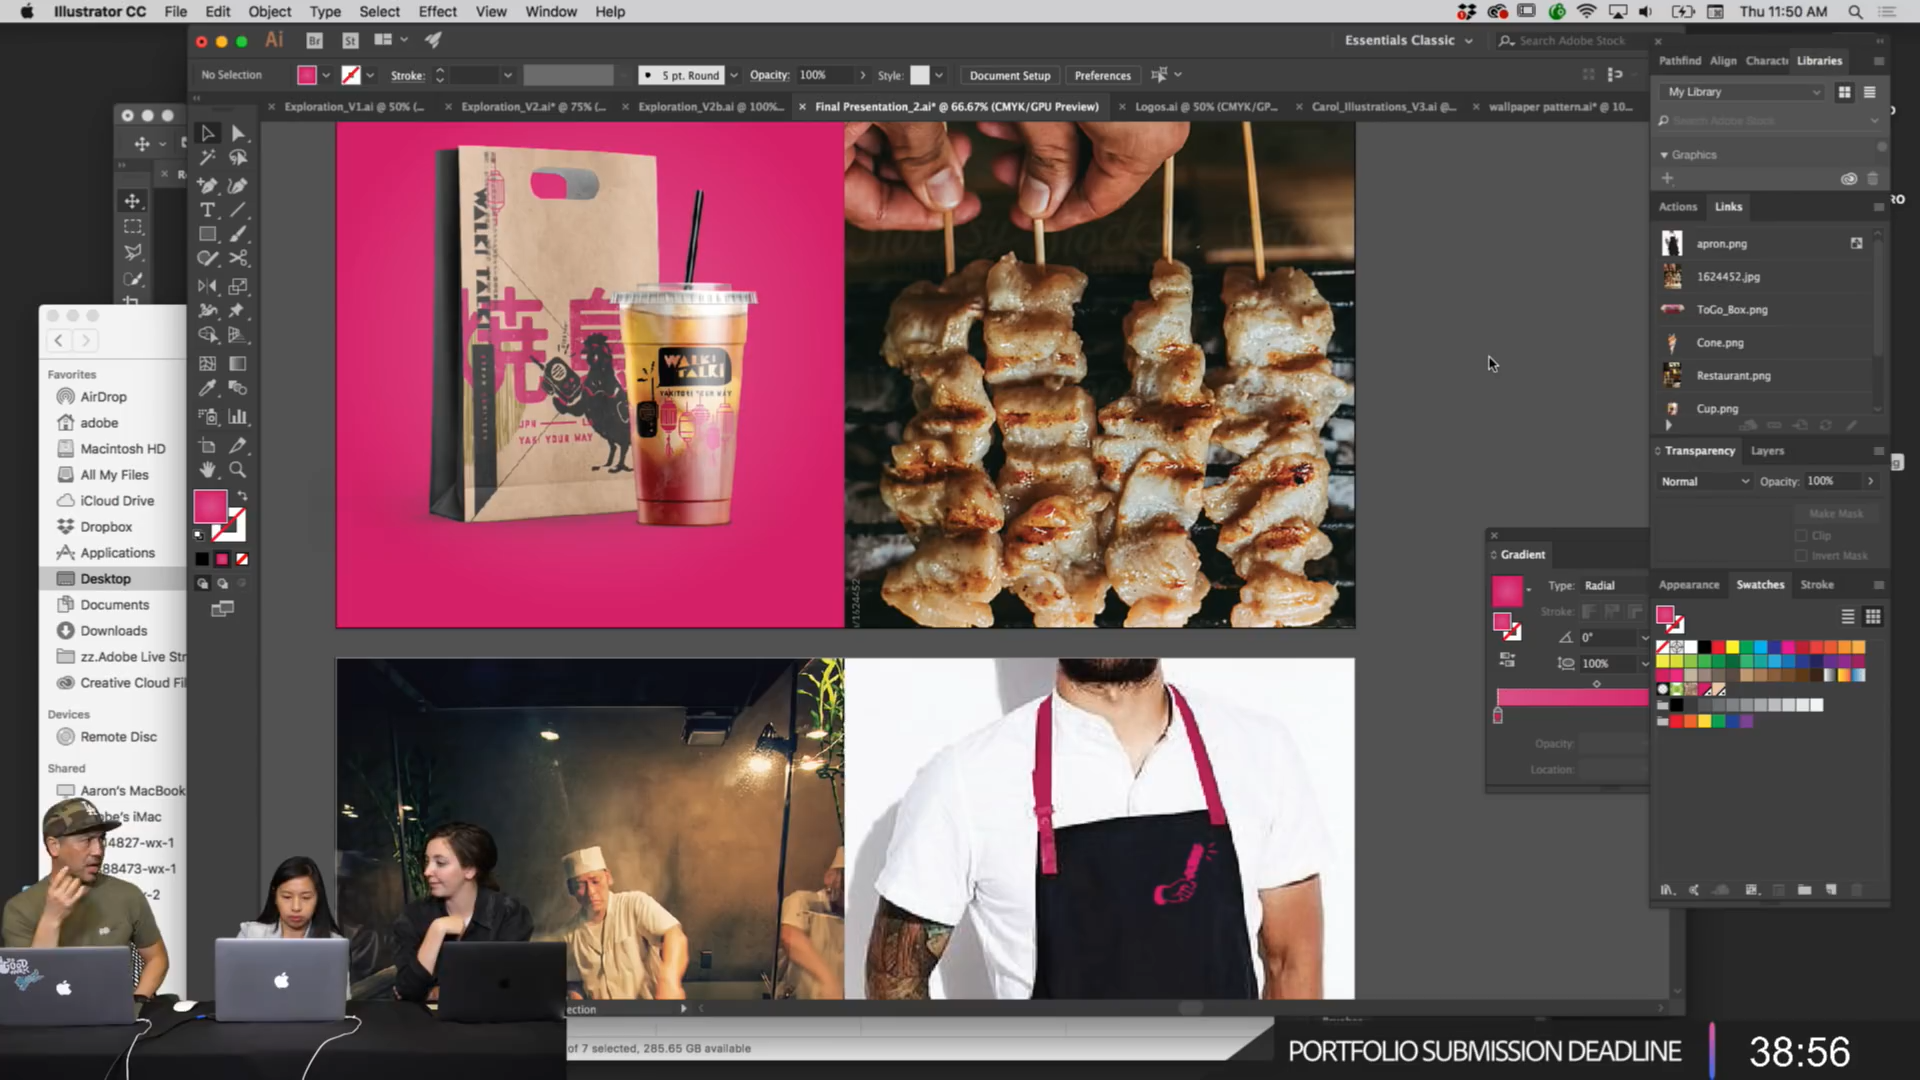 Illustrator CC File Edit Object Type Select Effect View Window Help
Thu 11:50 AM
Ai Br St
Essentials Classic
Search Adobe Stock
No Selection
Stroke:
5 pt. Round
Opacity: 100%
Style:
Document Setup
Preferences
Exploration_V1.ai @ 50% (...
Exploration_V2.ai* @ 75% (...
Exploration_V2b.ai @ 100%...
Final Presentation_2.ai* @ 66.67% (CMYK/GPU Preview)
Logos.ai @ 50% (CMYK/GP...
Carol_Illustrations_V3.ai @...
wallpaper pattern.ai* @ 10...
Pathfind Align Characte Libraries
My Library
Search Adobe Stock
Graphics
Actions Links
apron.png
1624452.jpg
ToGo_Box.png
Cone.png
Restaurant.png
Cup.png
Transparency Layers
Normal Opacity: 100%
Make Mask
Clip
Invert Mask
Appearance Swatches Stroke
Gradient
Type: Radial
Stroke:
0°
100%
Opacity:
Location:
Favorites
AirDrop
adobe
Macintosh HD
All My Files
iCloud Drive
Dropbox
Applications
Desktop
Documents
Downloads
zz.Adobe Live Str
Creative Cloud Fil
Devices
Remote Disc
Shared
Aaron's MacBook
obe's iMac
4827-wx-1
88473-wx-1
-2
WALKI TALKI
焼鳥
YOUR WAY
WALKI
TALKI
YAKITORI YOUR WAY
1624452
ection
of 7 selected, 285.65 GB available
PORTFOLIO SUBMISSION DEADLINE
38:56